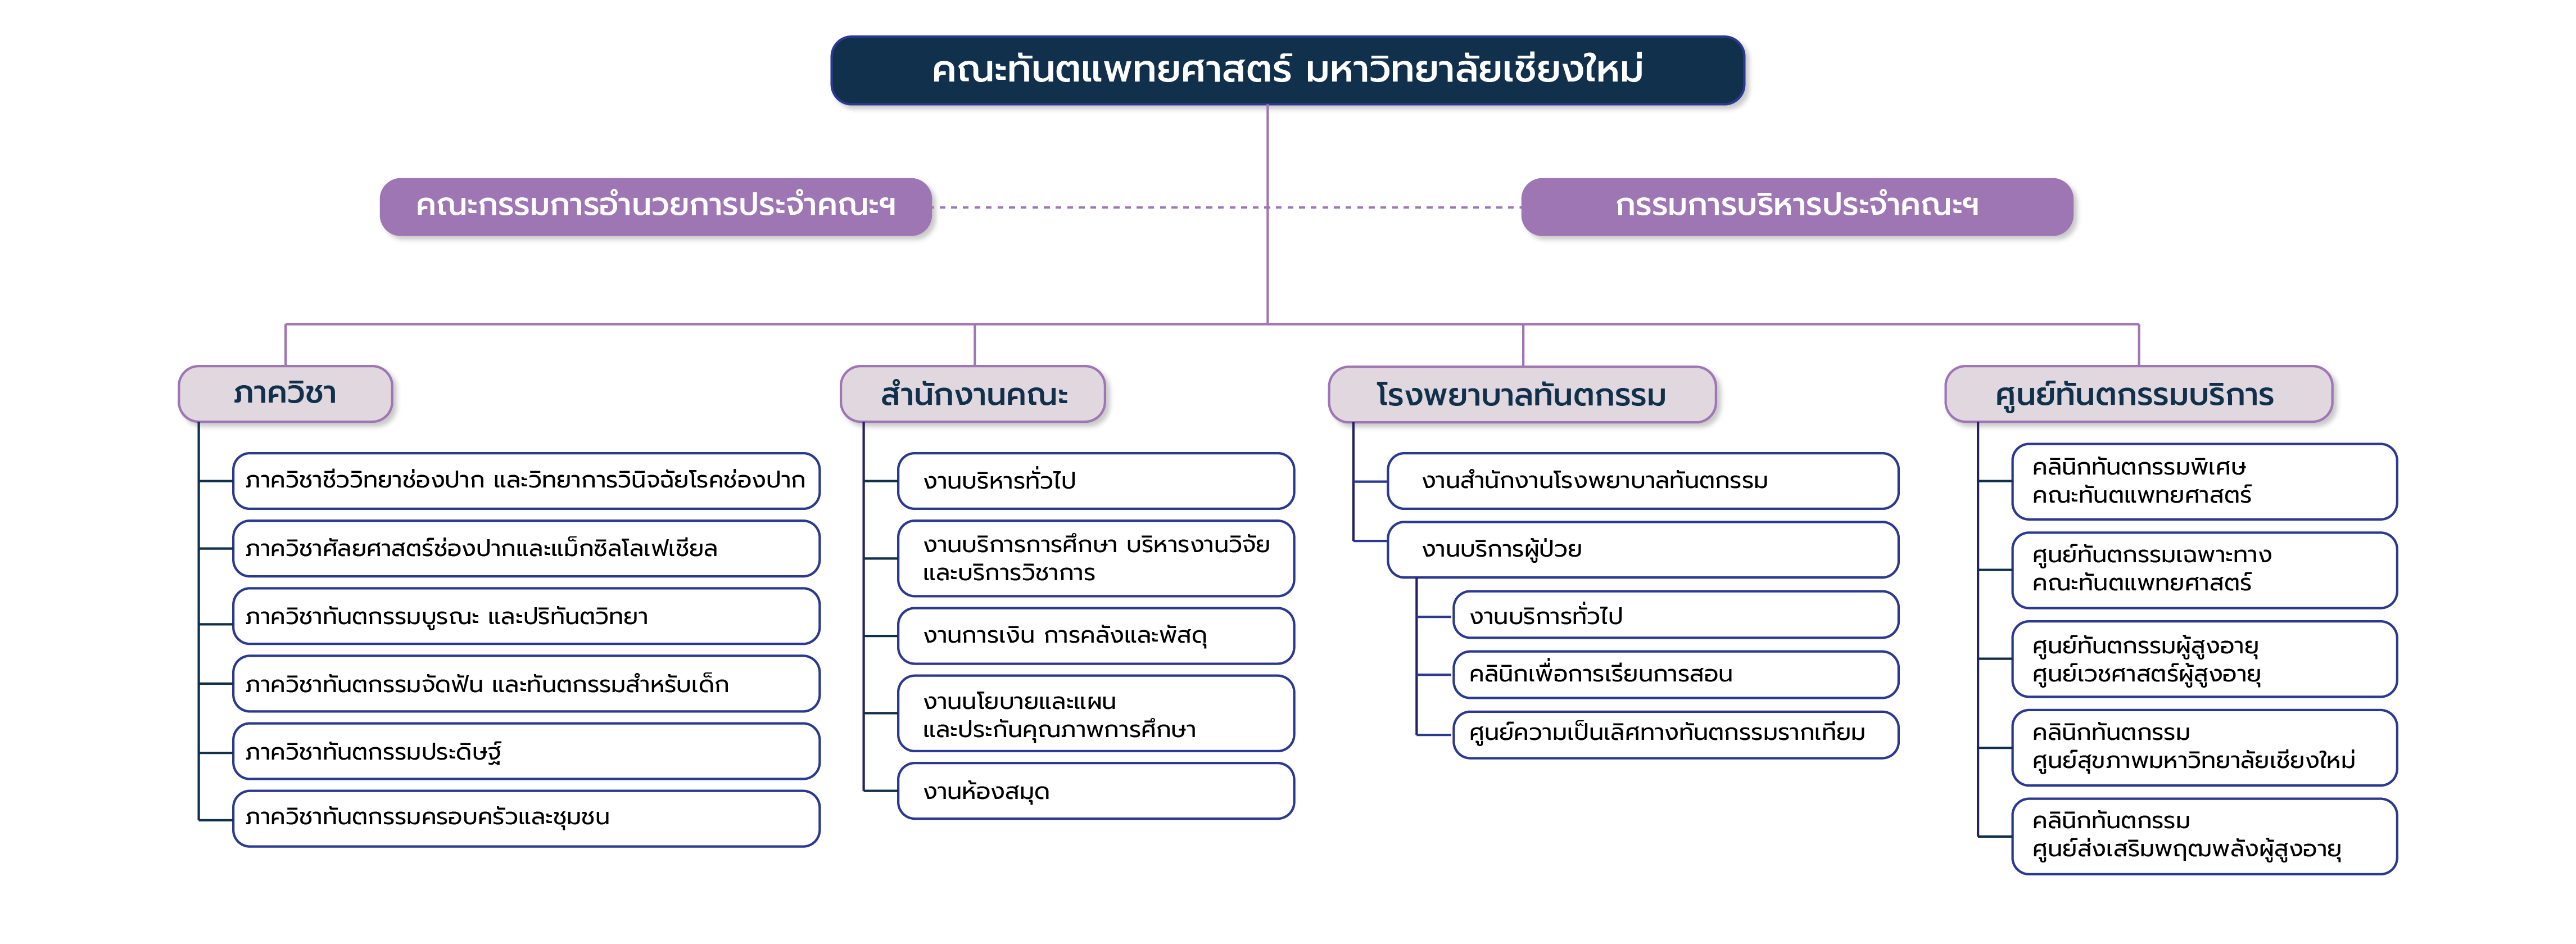 คณะทันตแพทยศาสตร์ มหาวิทยาลัยเชียงใหม่
คณะกรรมการอำนวยการประจำคณะฯ
กรรมการบริหารประจำคณะฯ
ภาควิชา
ภาควิชาชีววิทยาช่องปาก และวิทยาการวินิจฉัยโรคช่องปาก
ภาควิชาศัลยศาสตร์ช่องปากและแม็กซิลโลเฟเชียล
ภาควิชาทันตกรรมบูรณะ และปริทันตวิทยา
ภาควิชาทันตกรรมจัดฟัน และทันตกรรมสำหรับเด็ก
ภาควิชาทันตกรรมประดิษฐ์
ภาควิชาทันตกรรมครอบครัวและชุมชน
สำนักงานคณะ
งานบริหารทั่วไป
งานบริการการศึกษา บริหารงานวิจัย
และบริการวิชาการ
งานการเงิน การคลังและพัสดุ
งานนโยบายและแผน
และประกันคุณภาพการศึกษา
งานห้องสมุด
โรงพยาบาลทันตกรรม
งานสำนักงานโรงพยาบาลทันตกรรม
งานบริการผู้ป่วย
งานบริการทั่วไป
คลินิกเพื่อการเรียนการสอน
ศูนย์ความเป็นเลิศทางทันตกรรมรากเทียม
ศูนย์ทันตกรรมบริการ
คลินิกทันตกรรมพิเศษ
คณะทันตแพทยศาสตร์
ศูนย์ทันตกรรมเฉพาะทาง
คณะทันตแพทยศาสตร์
ศูนย์ทันตกรรมผู้สูงอายุ
ศูนย์เวชศาสตร์ผู้สูงอายุ
คลินิกทันตกรรม
ศูนย์สุขภาพมหาวิทยาลัยเชียงใหม่
คลินิกทันตกรรม
ศูนย์ส่งเสริมพฤฒพลังผู้สูงอายุ